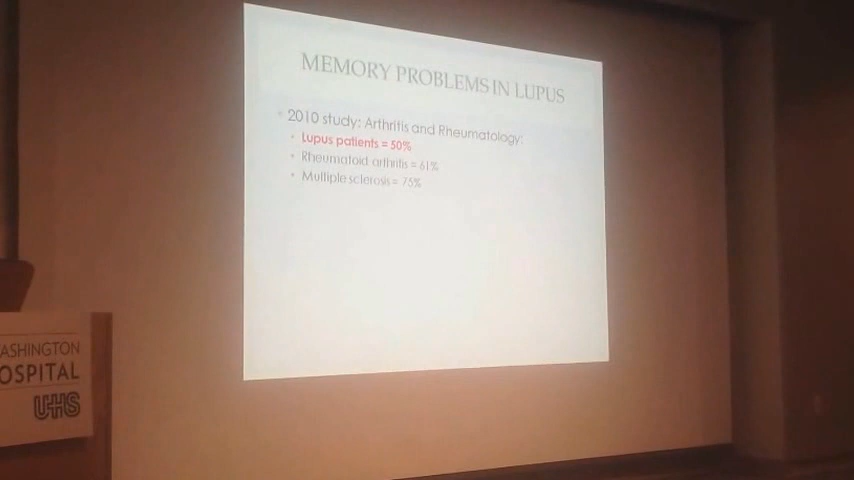 MEMORY PROBLEMS IN LUPUS
2010 study: Arthritis and Rheumatology:
Lupus patients = 50%
Rheumatoid arthritis = 61%
Multiple sclerosis = 75%
ASHINGTON
OSPITAL
UHS